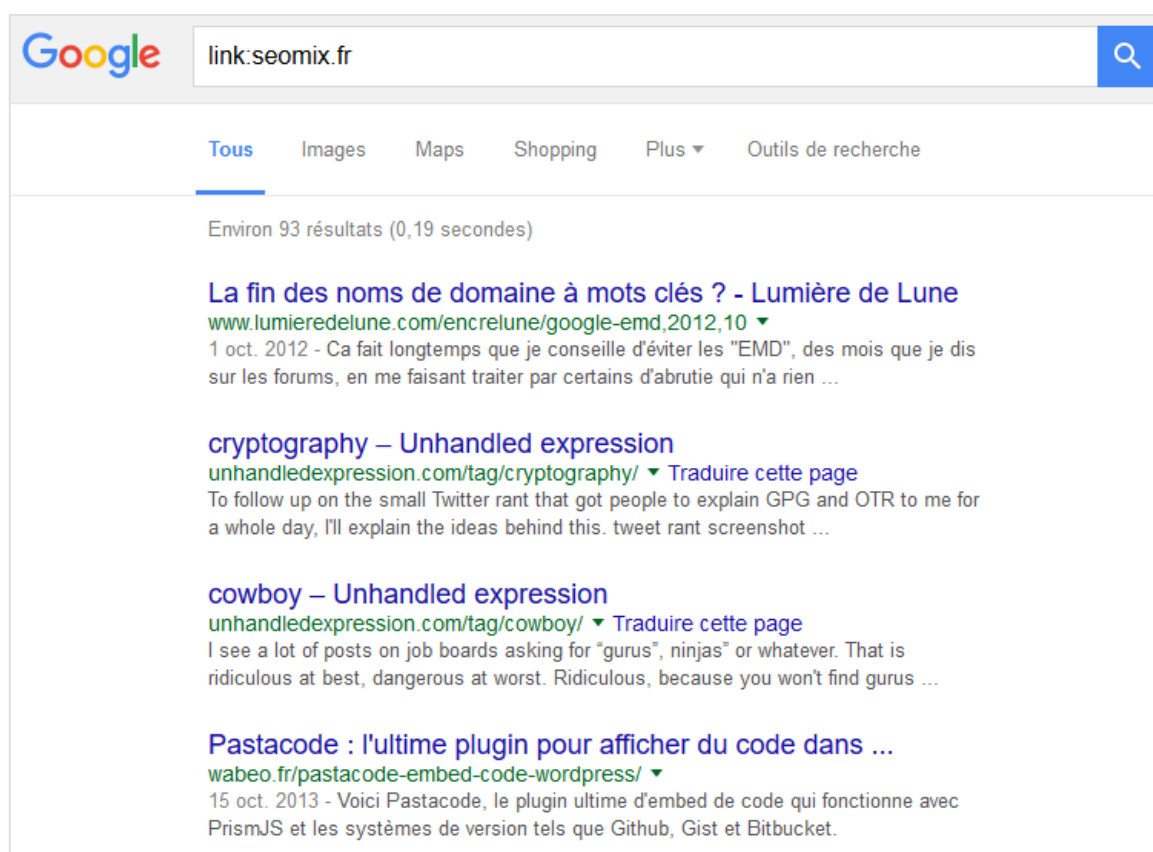 Google link:seomix.fr
Tous Images Maps Shopping Plus Outils de recherche
Environ 93 résultats (0,19 secondes)
La fin des noms de domaine à mots clés ? - Lumière de Lune
www.lumieredelune.com/encrelune/google-emd,2012,10
1 oct. 2012 - Ca fait longtemps que je conseille d'éviter les "EMD", des mois que je dis
sur les forums, en me faisant traiter par certains d'abrutie qui n'a rien ...
cryptography – Unhandled expression
unhandledexpression.com/tag/cryptography/ Traduire cette page
To follow up on the small Twitter rant that got people to explain GPG and OTR to me for
a whole day, I'll explain the ideas behind this. tweet rant screenshot ...
cowboy – Unhandled expression
unhandledexpression.com/tag/cowboy/ Traduire cette page
I see a lot of posts on job boards asking for “gurus”, ninjas” or whatever. That is
ridiculous at best, dangerous at worst. Ridiculous, because you won't find gurus ...
Pastacode : l'ultime plugin pour afficher du code dans ...
wabeo.fr/pastacode-embed-code-wordpress/
15 oct. 2013 - Voici Pastacode, le plugin ultime d'embed de code qui fonctionne avec
PrismJS et les systèmes de version tels que Github, Gist et Bitbucket.